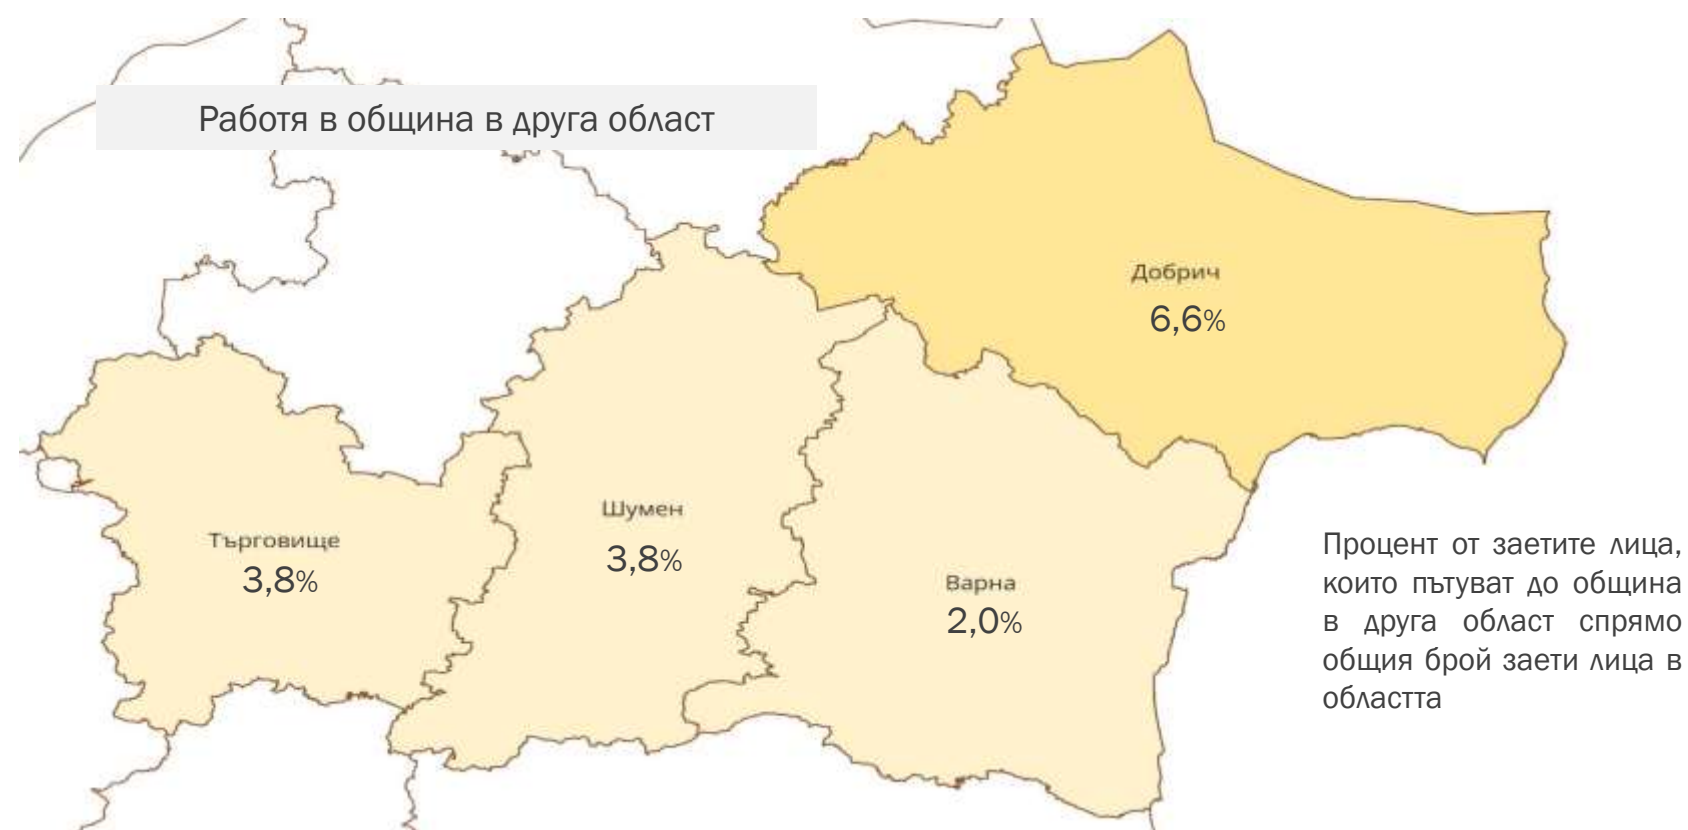 Работя в община в друга област
Добрич
6,6%
Шумен
3,8%
Търговище
3,8%
Варна
2,0%
Процент от заетите лица,
които пътуват до община
в друга област спрямо
общия брой заети лица в
областта